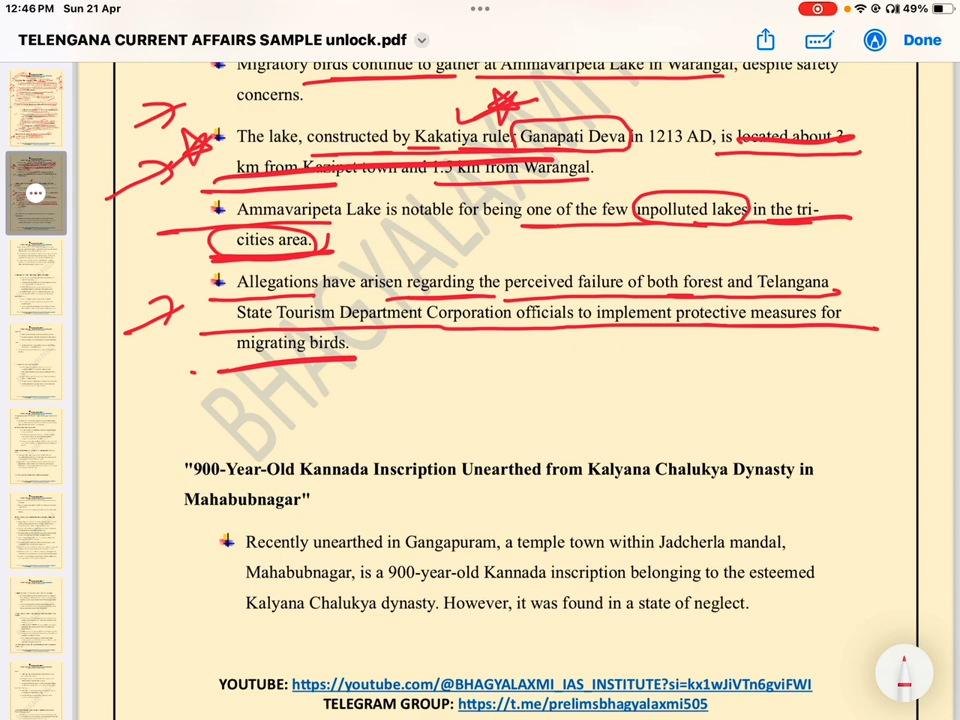 12:46 PM Sun 21 Apr
49%
TELENGANA CURRENT AFFAIRS SAMPLE unlock.pdf
Done
Migratory birds continue to gather at Ammavaripeta Lake in Warangal, despite safety
concerns.
The lake, constructed by Kakatiya ruler Ganapati Deva in 1213 AD, is located about 3
km from Kazipet town and 1.5 km from Warangal.
Ammavaripeta Lake is notable for being one of the few unpolluted lakes in the tri-
cities area.
Allegations have arisen regarding the perceived failure of both forest and Telangana
State Tourism Department Corporation officials to implement protective measures for
migrating birds.
"900-Year-Old Kannada Inscription Unearthed from Kalyana Chalukya Dynasty in
Mahabubnagar"
Recently unearthed in Gangapuram, a temple town within Jadcherla mandal,
Mahabubnagar, is a 900-year-old Kannada inscription belonging to the esteemed
Kalyana Chalukya dynasty. However, it was found in a state of neglect.
YOUTUBE: https://youtube.com/@BHAGYALAXMI_IAS_INSTITUTE?si=kx1wJiVTn6gviFWI
TELEGRAM GROUP: https://t.me/prelimsbhagyalaxmi505
BHAGYALAXMI